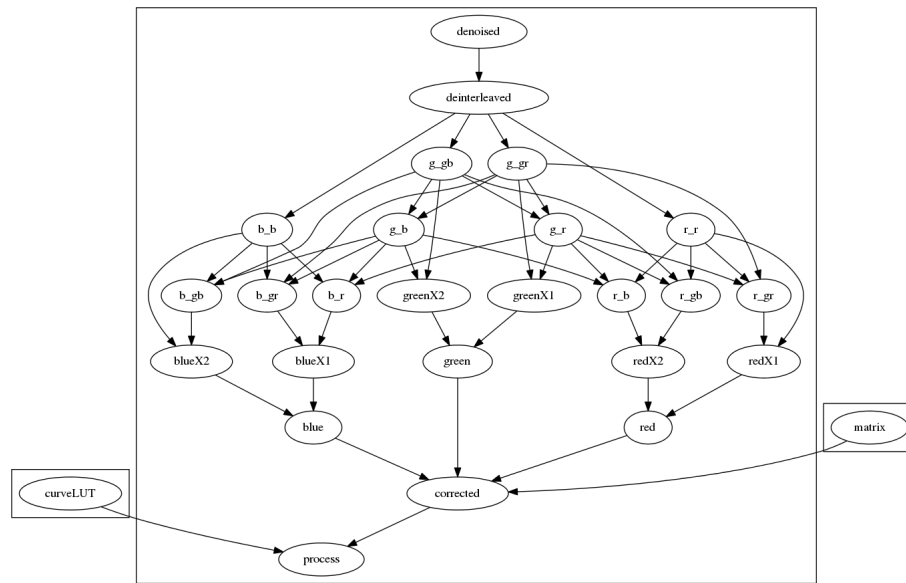 denoised
deinterleaved
g_gb g_gr
b_b g_b g_r r_r
b_gb b_gr b_r greenX2 greenX1 r_b r_gb r_gr
blueX2 blueX1 green redX2 redX1
blue red matrix
curveLUT corrected
process